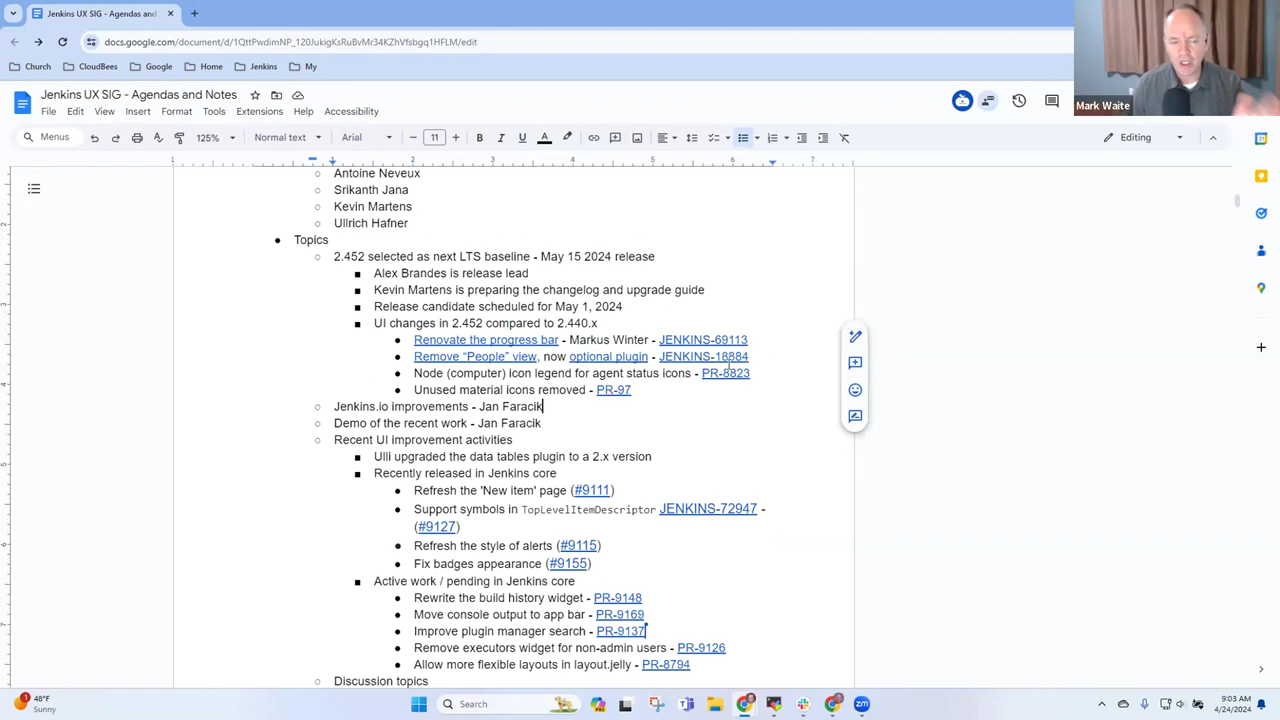 Jenkins UX SIG - Agendas and Notes
docs.google.com/document/d/1QttPwdimNP_120JukigKsRuBvMr34KZhVfsbgq1HFLM/edit
Church CloudBees Google Home Jenkins My
Jenkins UX SIG - Agendas and Notes
File Edit View Insert Format Tools Extensions Help Accessibility
Mark Waite
Menus 125% Normal text Arial 11 Editing
1 1 2 3 4 5 6 7
Antoine Neveux
Srikanth Jana
Kevin Martens
Ullrich Hafner
Topics
2.452 selected as next LTS baseline - May 15 2024 release
Alex Brandes is release lead
Kevin Martens is preparing the changelog and upgrade guide
Release candidate scheduled for May 1, 2024
UI changes in 2.452 compared to 2.440.x
Renovate the progress bar - Markus Winter - JENKINS-69113
Remove “People” view, now optional plugin - JENKINS-18884
Node (computer) icon legend for agent status icons - PR-8823
Unused material icons removed - PR-97
Jenkins.io improvements - Jan Faracik
Demo of the recent work - Jan Faracik
Recent UI improvement activities
Ulli upgraded the data tables plugin to a 2.x version
Recently released in Jenkins core
Refresh the 'New item' page (#9111)
Support symbols in TopLevelItemDescriptor JENKINS-72947 -
(#9127)
Refresh the style of alerts (#9115)
Fix badges appearance (#9155)
Active work / pending in Jenkins core
Rewrite the build history widget - PR-9148
Move console output to app bar - PR-9169
Improve plugin manager search - PR-9137
Remove executors widget for non-admin users - PR-9126
Allow more flexible layouts in layout.jelly - PR-8794
Discussion topics
48°F
Sunny
Search
9:03 AM
4/24/2024